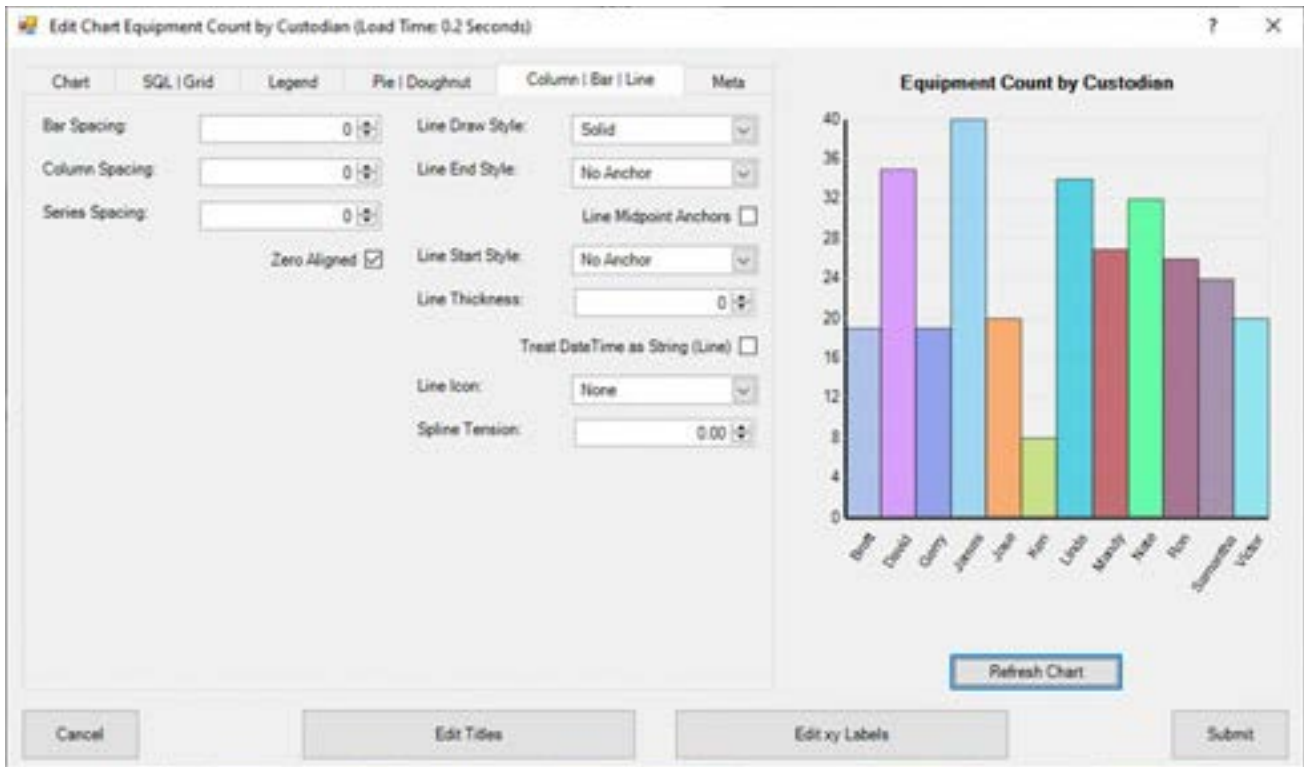 Edit Chart Equipment Count by Custodian (Load Time: 0.2 Seconds)
? 
Chart SQL | Grid Legend Pie | Doughnut Column | Bar | Line Meta
Bar Spacing: 0
Column Spacing: 0
Series Spacing: 0
Zero Aligned
Line Draw Style: Solid
Line End Style: No Anchor
Line Midpoint Anchors
Line Start Style: No Anchor
Line Thickness: 0
Treat DateTime as String (Line)
Line Icon: None
Spline Tension: 0.00
Equipment Count by Custodian
40
36
32
28
24
20
16
12
8
4
0
Brett
David
Gerry
James
Jose
Ken
Linda
Mandy
Nate
Ron
Samantha
Victor
Refresh Chart
Cancel Edit Titles Edit xy Labels Submit